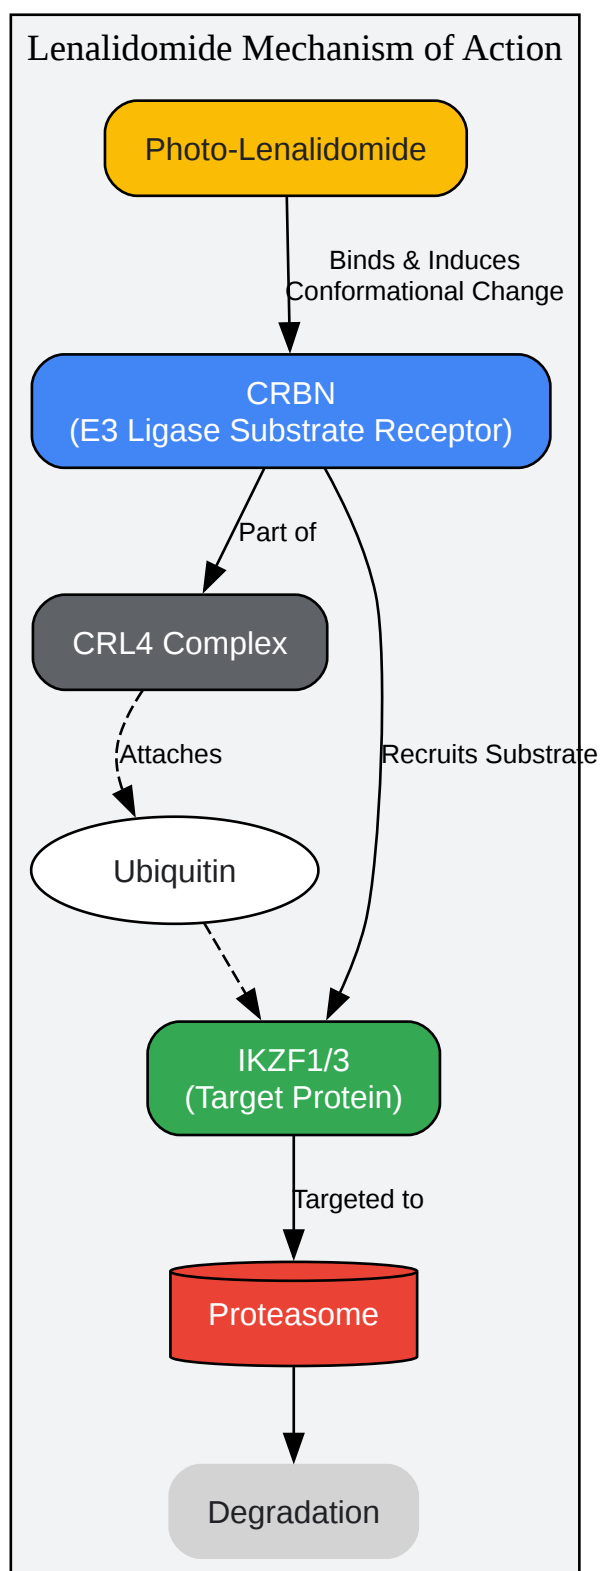 Lenalidomide Mechanism of Action
Photo-Lenalidomide
Binds & Induces
Conformational Change
CRBN
(E3 Ligase Substrate Receptor)
Part of
CRL4 Complex
Attaches
Recruits Substrate
Ubiquitin
IKZF1/3
(Target Protein)
Targeted to
Proteasome
Degradation